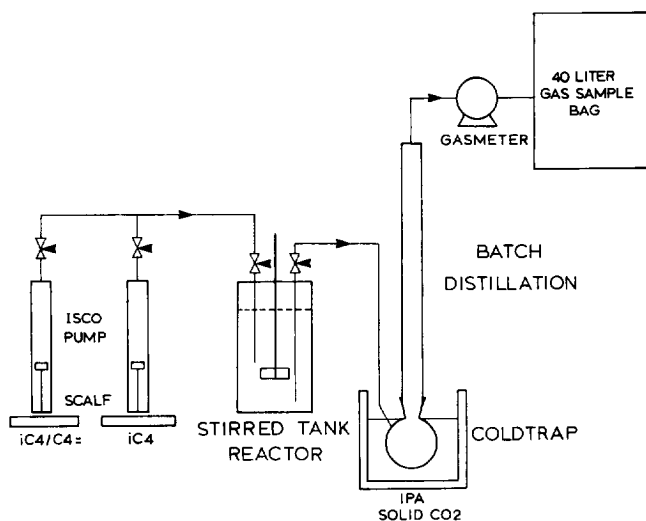 40 LITER
GAS SAMPLE
BAG
GASMETER
BATCH
DISTILLATION
ISCO
PUMP
SCALF
iC4/C4=
iC4
STIRRED TANK
REACTOR
COLDTRAP
IPA
SOLID CO2